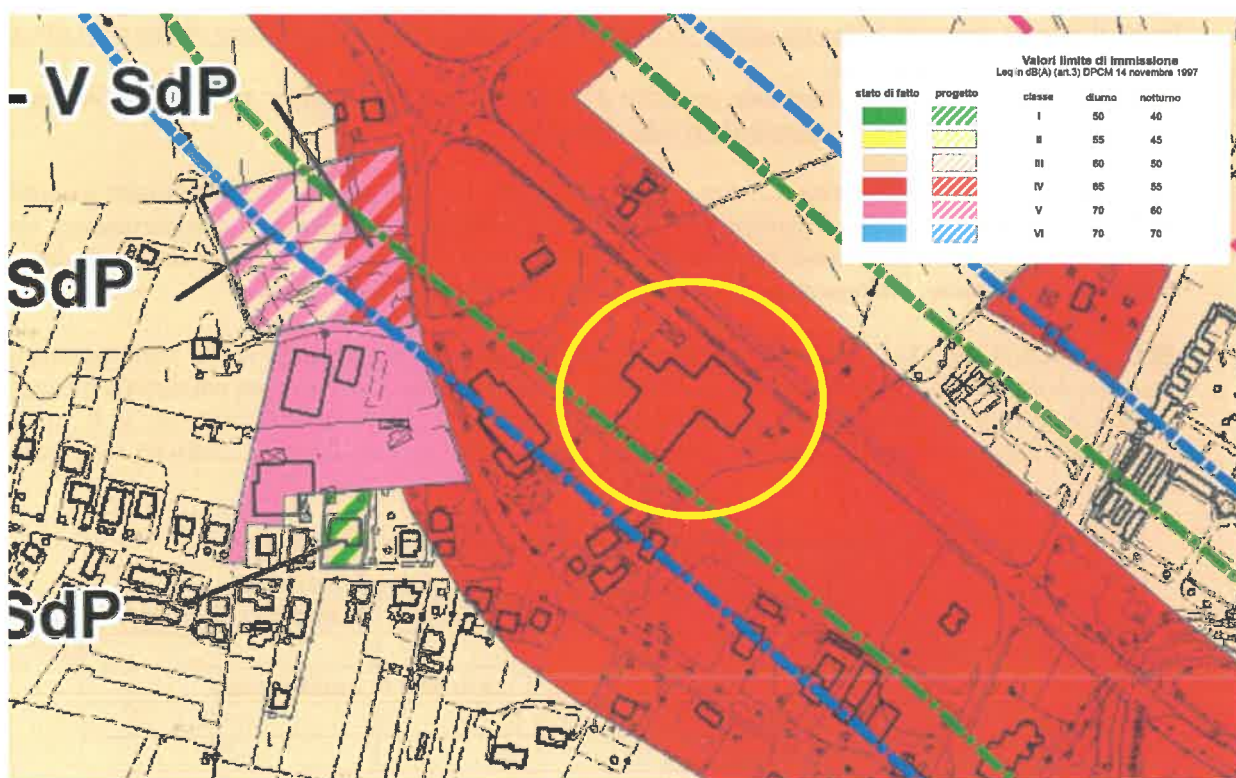 - V SdP
SdP
SdP
Valori limite di immissione
Leq in dB(A) (art.3) DPCM 14 novembre 1997
stato di fatto progetto classe diurno notturno
I 50 40
II 55 45
III 60 50
IV 65 55
V 70 60
VI 70 70